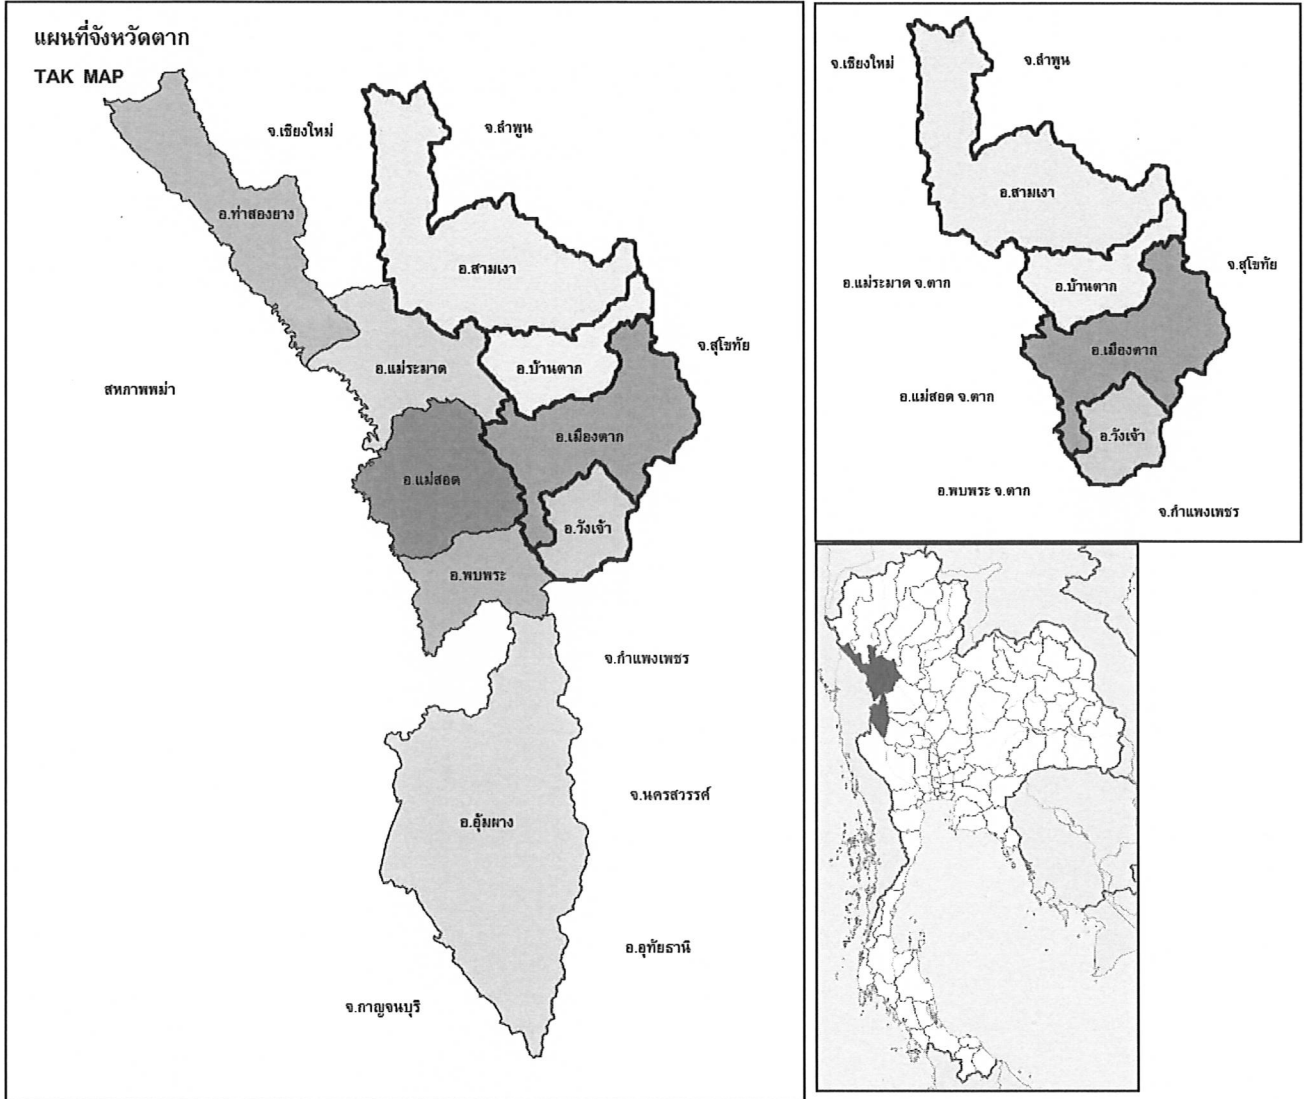 แผนที่จังหวัดตาก
TAK MAP
จ.เชียงใหม่
จ.ลำพูน
อ.ท่าสองยาง
อ.สามเงา
จ.สุโขทัย
อ.แม่ระมาด
อ.บ้านตาก
สหภาพพม่า
อ.เมืองตาก
อ.แม่สอด
อ.วังเจ้า
อ.พบพระ
จ.กำแพงเพชร
จ.นครสวรรค์
อ.อุ้มผาง
อ.อุทัยธานี
จ.กาญจนบุรี
จ.เชียงใหม่
จ.ลำพูน
อ.สามเงา
จ.สุโขทัย
อ.แม่ระมาด จ.ตาก
อ.บ้านตาก
อ.เมืองตาก
อ.แม่สอด จ.ตาก
อ.วังเจ้า
อ.พบพระ จ.ตาก
จ.กำแพงเพชร